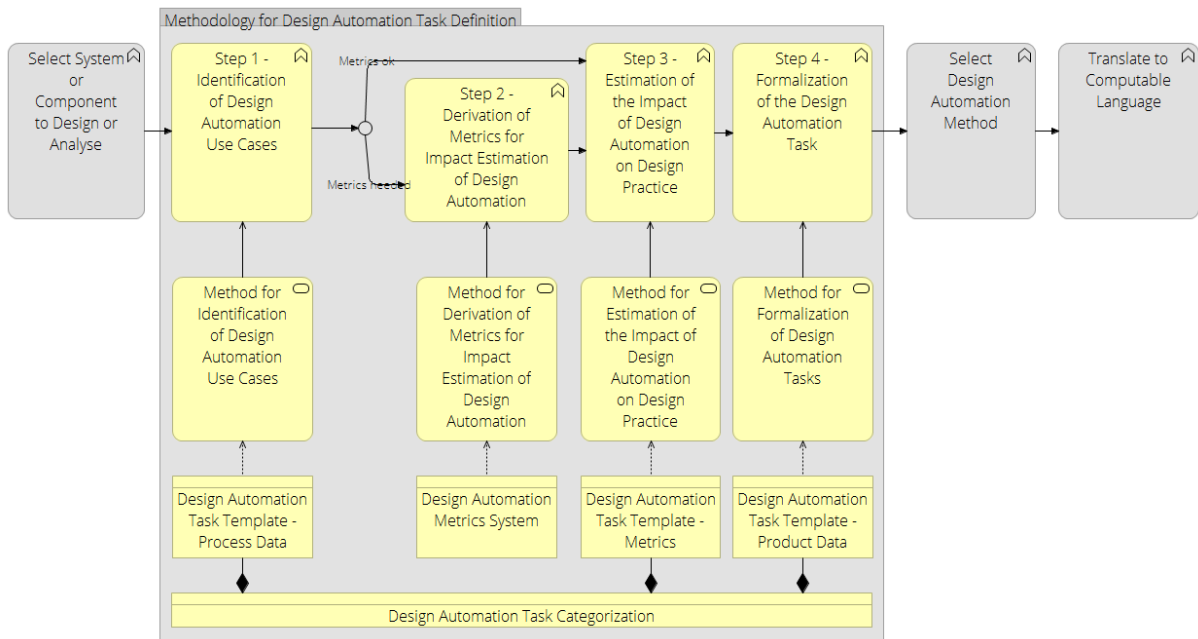 Methodology for Design Automation Task Definition
Select System
or
Component
to Design or
Analyse
Step 1 -
Identification
of Design
Automation
Use Cases
Metrics ok
Metrics needed
Step 2 -
Derivation of
Metrics for
Impact Estimation
of Design
Automation
Step 3 -
Estimation of
the Impact
of Design
Automation
on Design
Practice
Step 4 -
Formalization
of the Design
Automation
Task
Select
Design
Automation
Method
Translate to
Computable
Language
Method for
Identification
of Design
Automation
Use Cases
Method for
Derivation of
Metrics for
Impact
Estimation of
Design
Automation
Method for
Estimation of
the Impact of
Design
Automation
on Design
Practice
Method for
Formalization
of Design
Automation
Tasks
Design Automation
Task Template -
Process Data
Design Automation
Metrics System
Design Automation
Task Template -
Metrics
Design Automation
Task Template -
Product Data
Design Automation Task Categorization